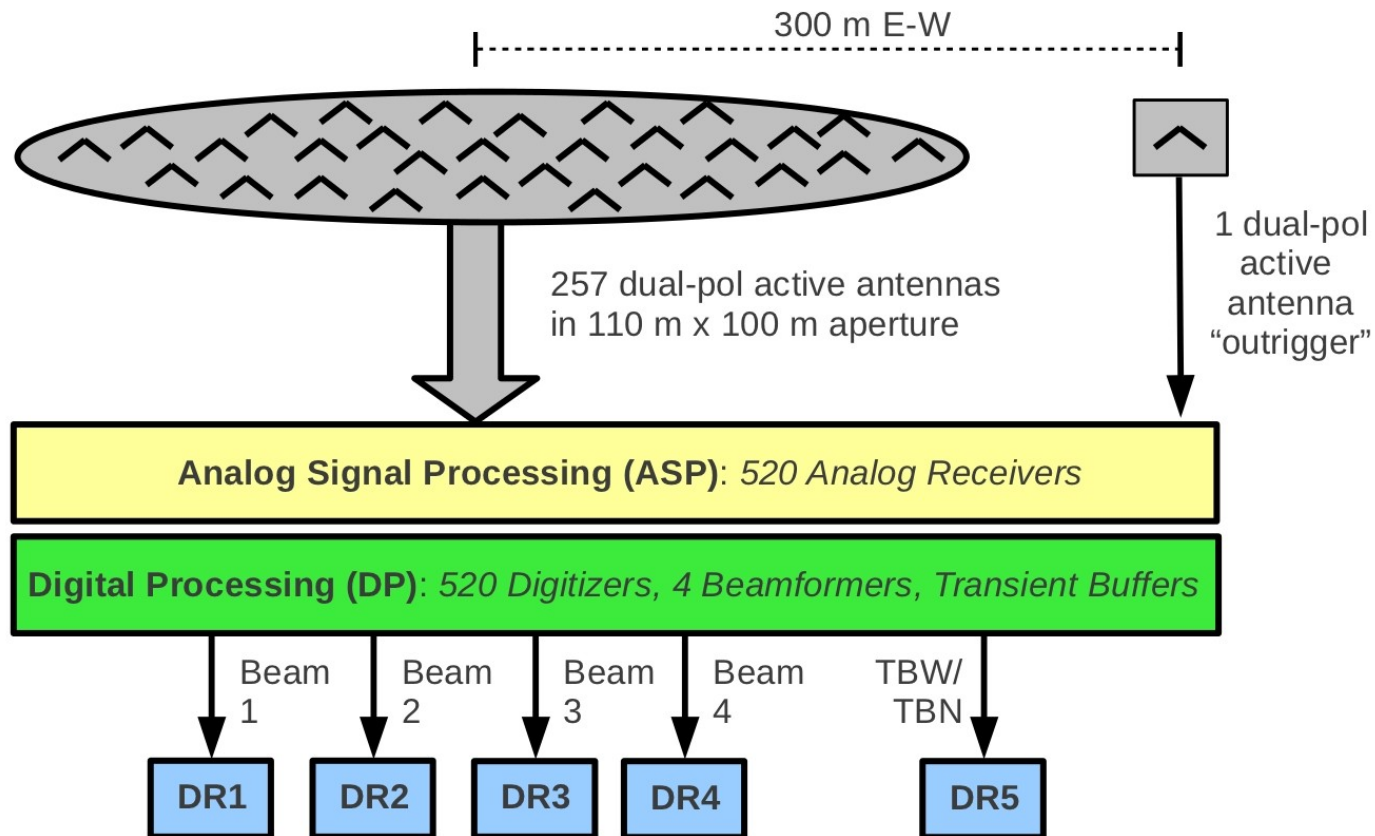 300 m E-W
257 dual-pol active antennas
in 110 m x 100 m aperture
1 dual-pol
active
antenna
“outrigger”
Analog Signal Processing (ASP): 520 Analog Receivers
Digital Processing (DP): 520 Digitizers, 4 Beamformers, Transient Buffers
Beam
1
Beam
2
Beam
3
Beam
4
TBW/
TBN
DR1
DR2
DR3
DR4
DR5